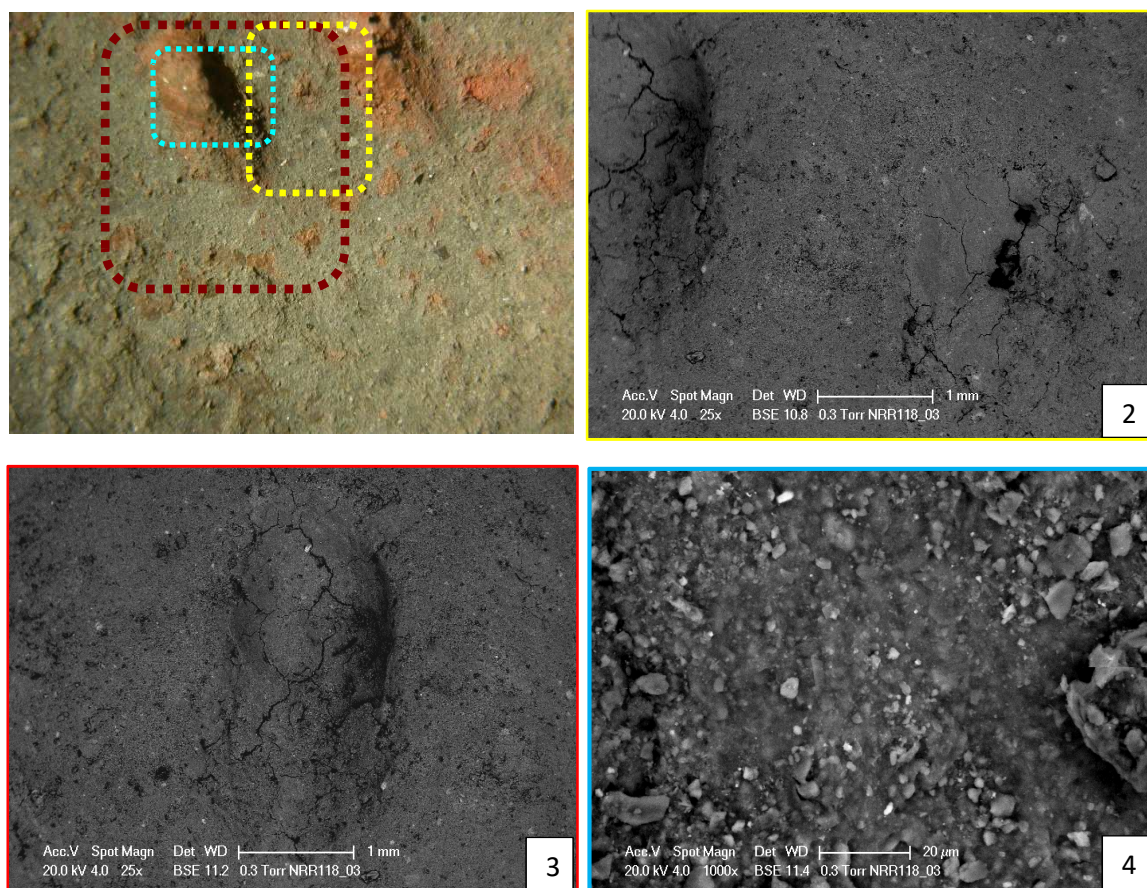 Acc.V Spot Magn Det WD 1 mm
20.0 kV 4.0 25x BSE 10.8 0.3 Torr NRR118_03
2
Acc.V Spot Magn Det WD 1 mm
20.0 kV 4.0 25x BSE 11.2 0.3 Torr NRR118_03
3
Acc.V Spot Magn Det WD 20 µm
20.0 kV 4.0 1000x BSE 11.4 0.3 Torr NRR118_03
4